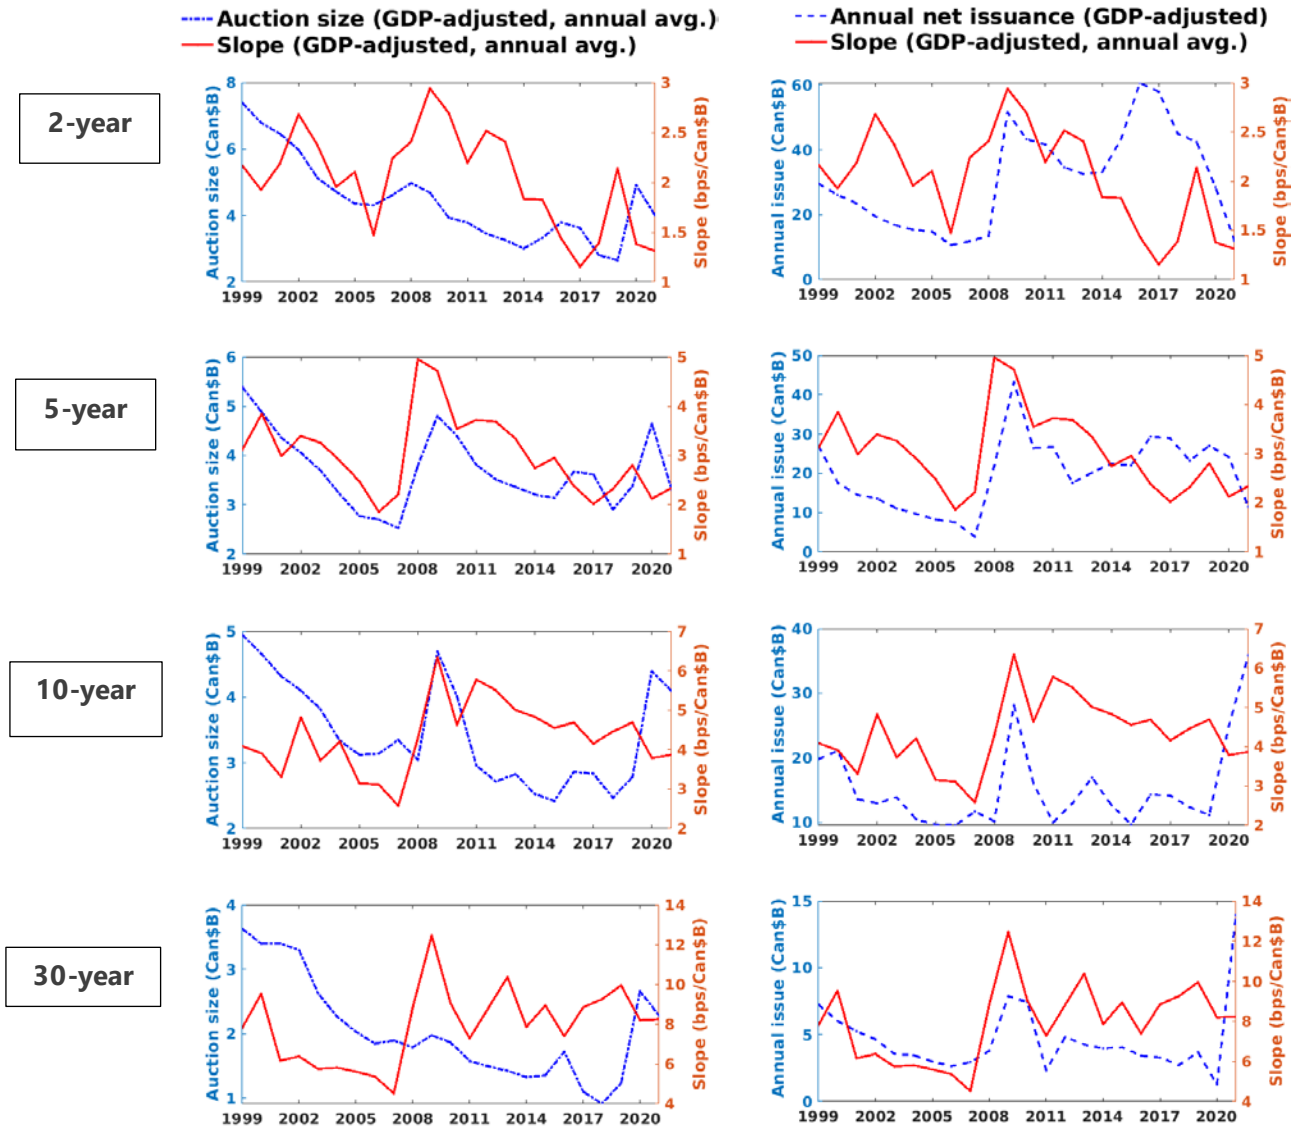 Auction size (GDP-adjusted, annual avg.)
Slope (GDP-adjusted, annual avg.)
Annual net issuance (GDP-adjusted)
Slope (GDP-adjusted, annual avg.)
2-year
Auction size (Can$B)
8
6
4
2
3
2.5
2
1.5
1
Slope (bps/Can$B)
1999 2002 2005 2008 2011 2014 2017 2020
Annual issue (Can$B)
60
40
20
0
3
2.5
2
1.5
1
Slope (bps/Can$B)
1999 2002 2005 2008 2011 2014 2017 2020
5-year
Auction size (Can$B)
6
5
4
3
2
5
4
3
2
1
Slope (bps/Can$B)
1999 2002 2005 2008 2011 2014 2017 2020
Annual issue (Can$B)
50
40
30
20
10
0
5
4
3
2
1
Slope (bps/Can$B)
1999 2002 2005 2008 2011 2014 2017 2020
10-year
Auction size (Can$B)
5
4
3
2
7
6
5
4
3
2
Slope (bps/Can$B)
1999 2002 2005 2008 2011 2014 2017 2020
Annual issue (Can$B)
40
30
20
10
7
6
5
4
3
2
Slope (bps/Can$B)
1999 2002 2005 2008 2011 2014 2017 2020
30-year
Auction size (Can$B)
4
3
2
1
14
12
10
8
6
4
Slope (bps/Can$B)
1999 2002 2005 2008 2011 2014 2017 2020
Annual issue (Can$B)
15
10
5
0
14
12
10
8
6
4
Slope (bps/Can$B)
1999 2002 2005 2008 2011 2014 2017 2020